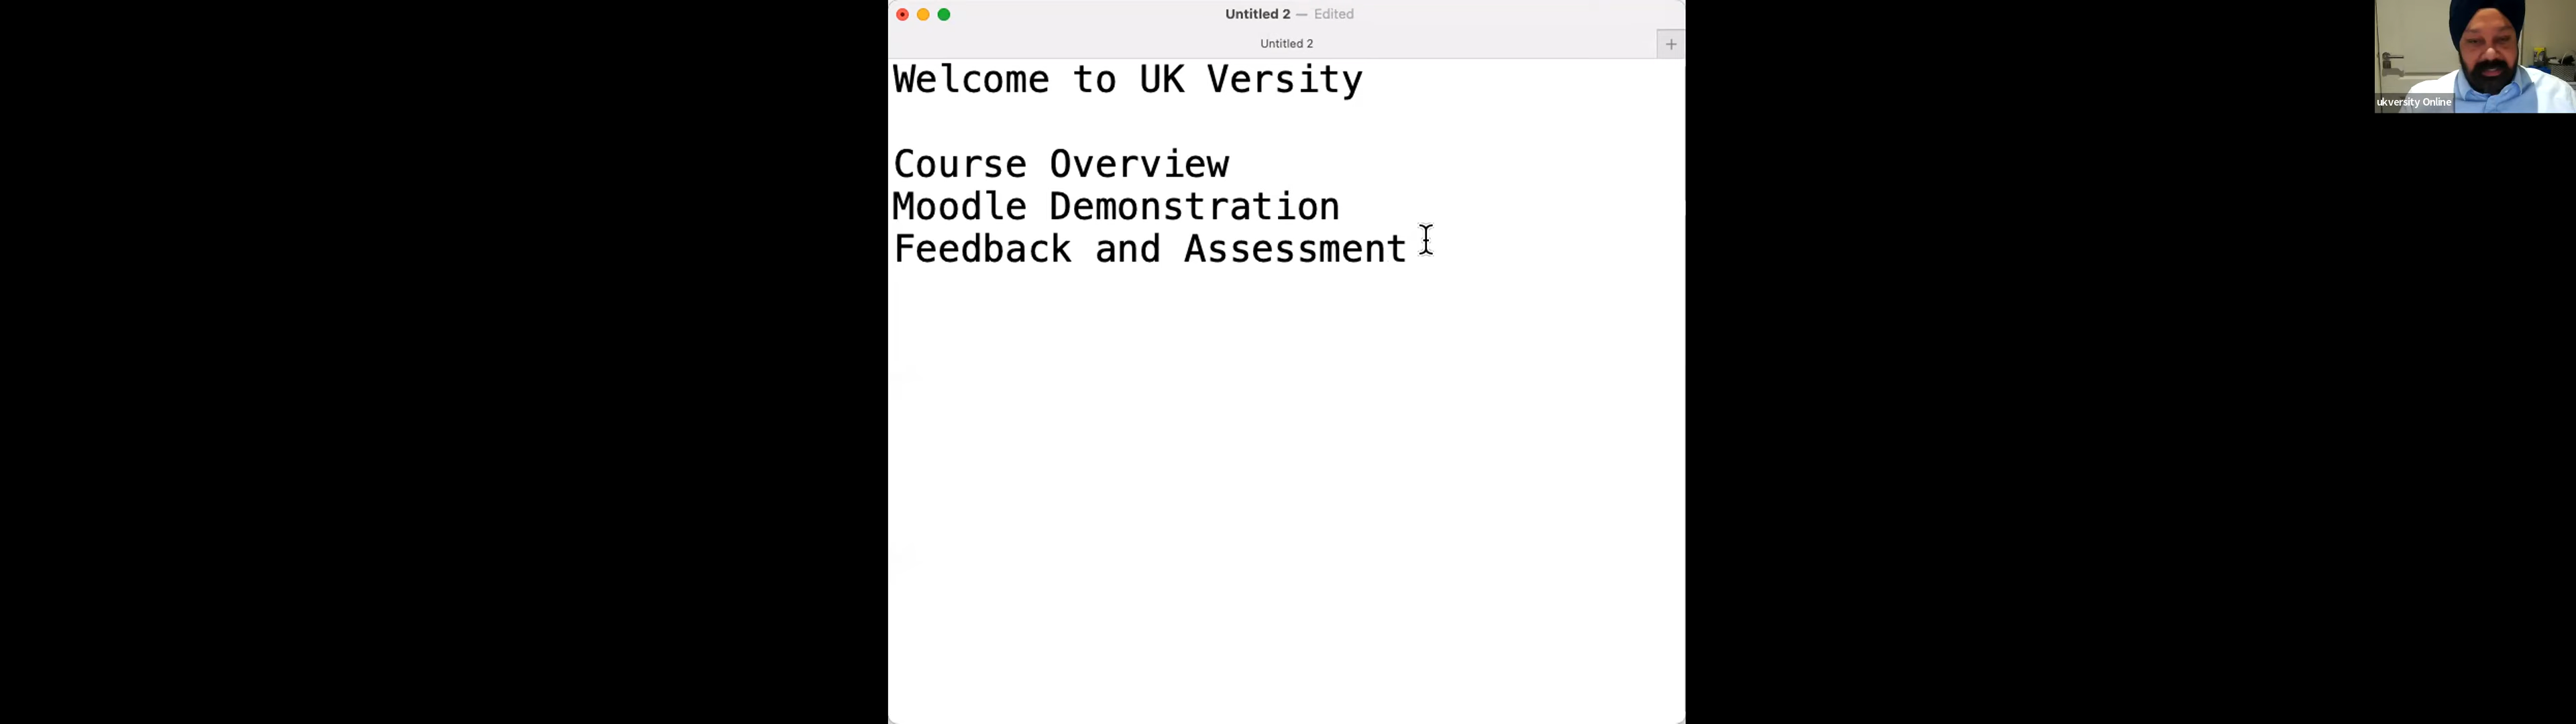 Untitled 2 — Edited
Untitled 2
Welcome to UK Versity
Course Overview
Moodle Demonstration
Feedback and Assessment
ukversity Online